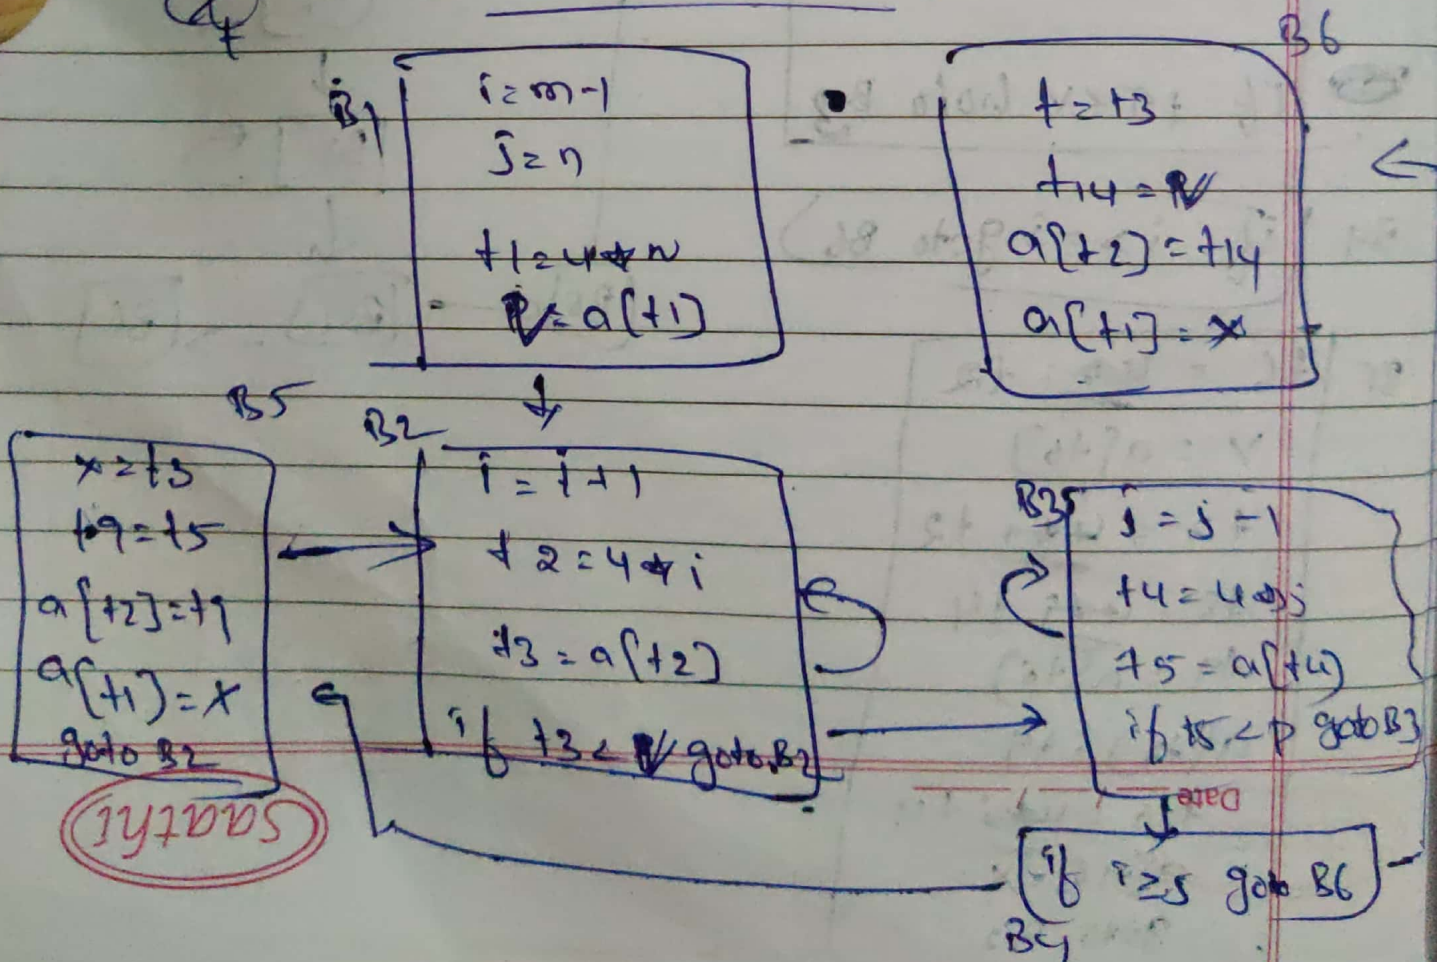 B1
i=m-1
j=n
t1=4*n
v=a[t1]
B6
t=t3
t14=v
a[t2]=t14
a[t1]=x
B5
x=t3
t9=t5
a[t2]=t9
a[t1]=x
goto B2
B2
i=i+1
t2=4*i
t3=a[t2]
if t3<v goto B2
B3
j=j-1
t4=4*j
t5=a[t4]
if t5<v goto B3
Date
if i≥j goto B6
B4
Saathi